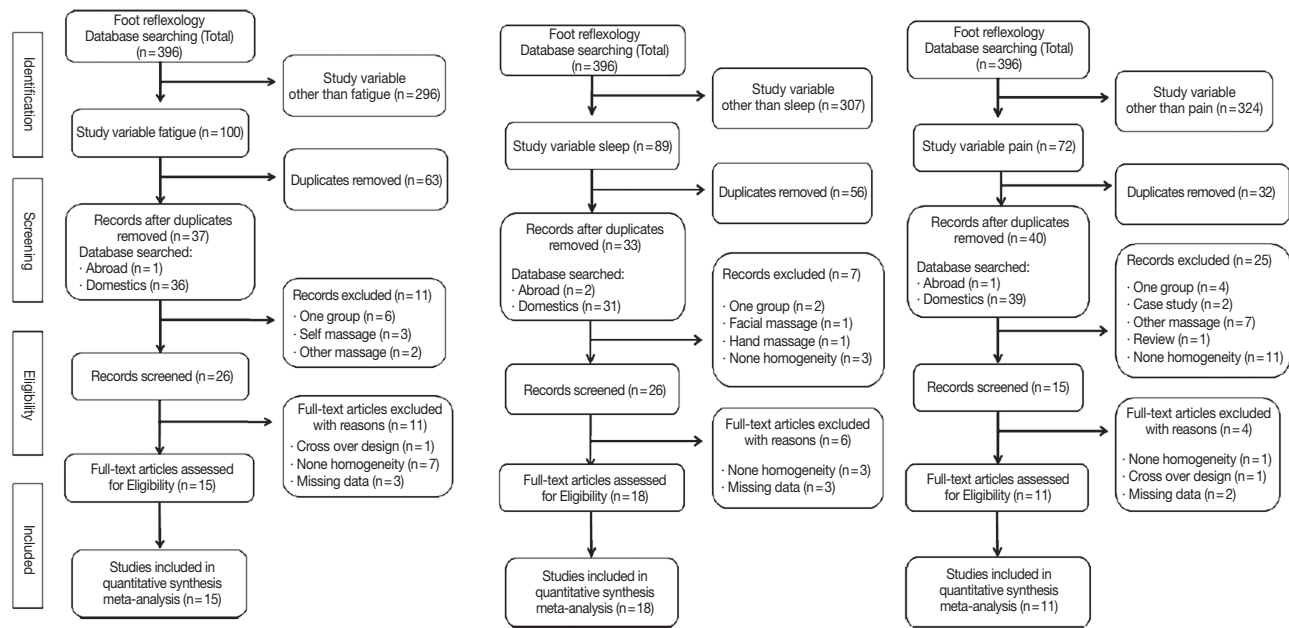 Identification
Screening
Eligibility
Included
Foot reflexology
Database searching (Total)
(n=396)
Study variable
other than fatigue (n=296)
Study variable fatigue (n=100)
Duplicates removed (n=63)
Records after duplicates
removed (n=37)
Database searched:
· Abroad (n=1)
· Domestics (n=36)
Records excluded (n=11)
· One group (n=6)
· Self massage (n=3)
· Other massage (n=2)
Records screened (n=26)
Full-text articles excluded
with reasons (n=11)
· Cross over design (n=1)
· None homogeneity (n=7)
· Missing data (n=3)
Full-text articles assessed
for Eligibility (n=15)
Studies included in
quantitative synthesis
meta-analysis (n=15)
Foot reflexology
Database searching (Total)
(n=396)
Study variable
other than sleep (n=307)
Study variable sleep (n=89)
Duplicates removed (n=56)
Records after duplicates
removed (n=33)
Database searched:
· Abroad (n=2)
· Domestics (n=31)
Records excluded (n=7)
· One group (n=2)
· Facial massage (n=1)
· Hand massage (n=1)
· None homogeneity (n=3)
Records screened (n=26)
Full-text articles excluded
with reasons (n=6)
· None homogeneity (n=3)
· Missing data (n=3)
Full-text articles assessed
for Eligibility (n=18)
Studies included in
quantitative synthesis
meta-analysis (n=18)
Foot reflexology
Database searching (Total)
(n=396)
Study variable
other than pain (n=324)
Study variable pain (n=72)
Duplicates removed (n=32)
Records after duplicates
removed (n=40)
Database searched:
· Abroad (n=1)
· Domestics (n=39)
Records excluded (n=25)
· One group (n=4)
· Case study (n=2)
· Other massage (n=7)
· Review (n=1)
· None homogeneity (n=11)
Records screened (n=15)
Full-text articles excluded
with reasons (n=4)
· None homogeneity (n=1)
· Cross over design (n=1)
· Missing data (n=2)
Full-text articles assessed
for Eligibility (n=11)
Studies included in
quantitative synthesis
meta-analysis (n=11)